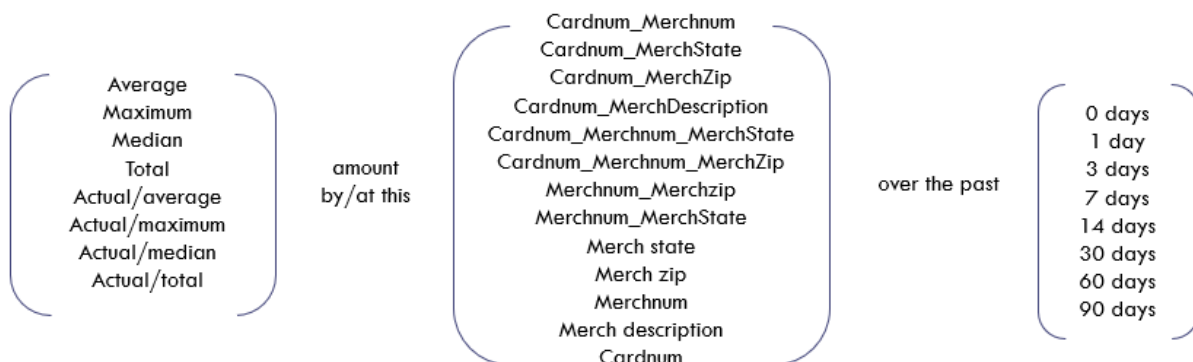 Average
Maximum
Median
Total
Actual/average
Actual/maximum
Actual/median
Actual/total
amount
by/at this
Cardnum_Merchnum
Cardnum_MerchState
Cardnum_MerchZip
Cardnum_MerchDescription
Cardnum_Merchnum_MerchState
Cardnum_Merchnum_MerchZip
Merchnum_Merchzip
Merchnum_MerchState
Merch state
Merch zip
Merchnum
Merch description
Cardnum
over the past
0 days
1 day
3 days
7 days
14 days
30 days
60 days
90 days